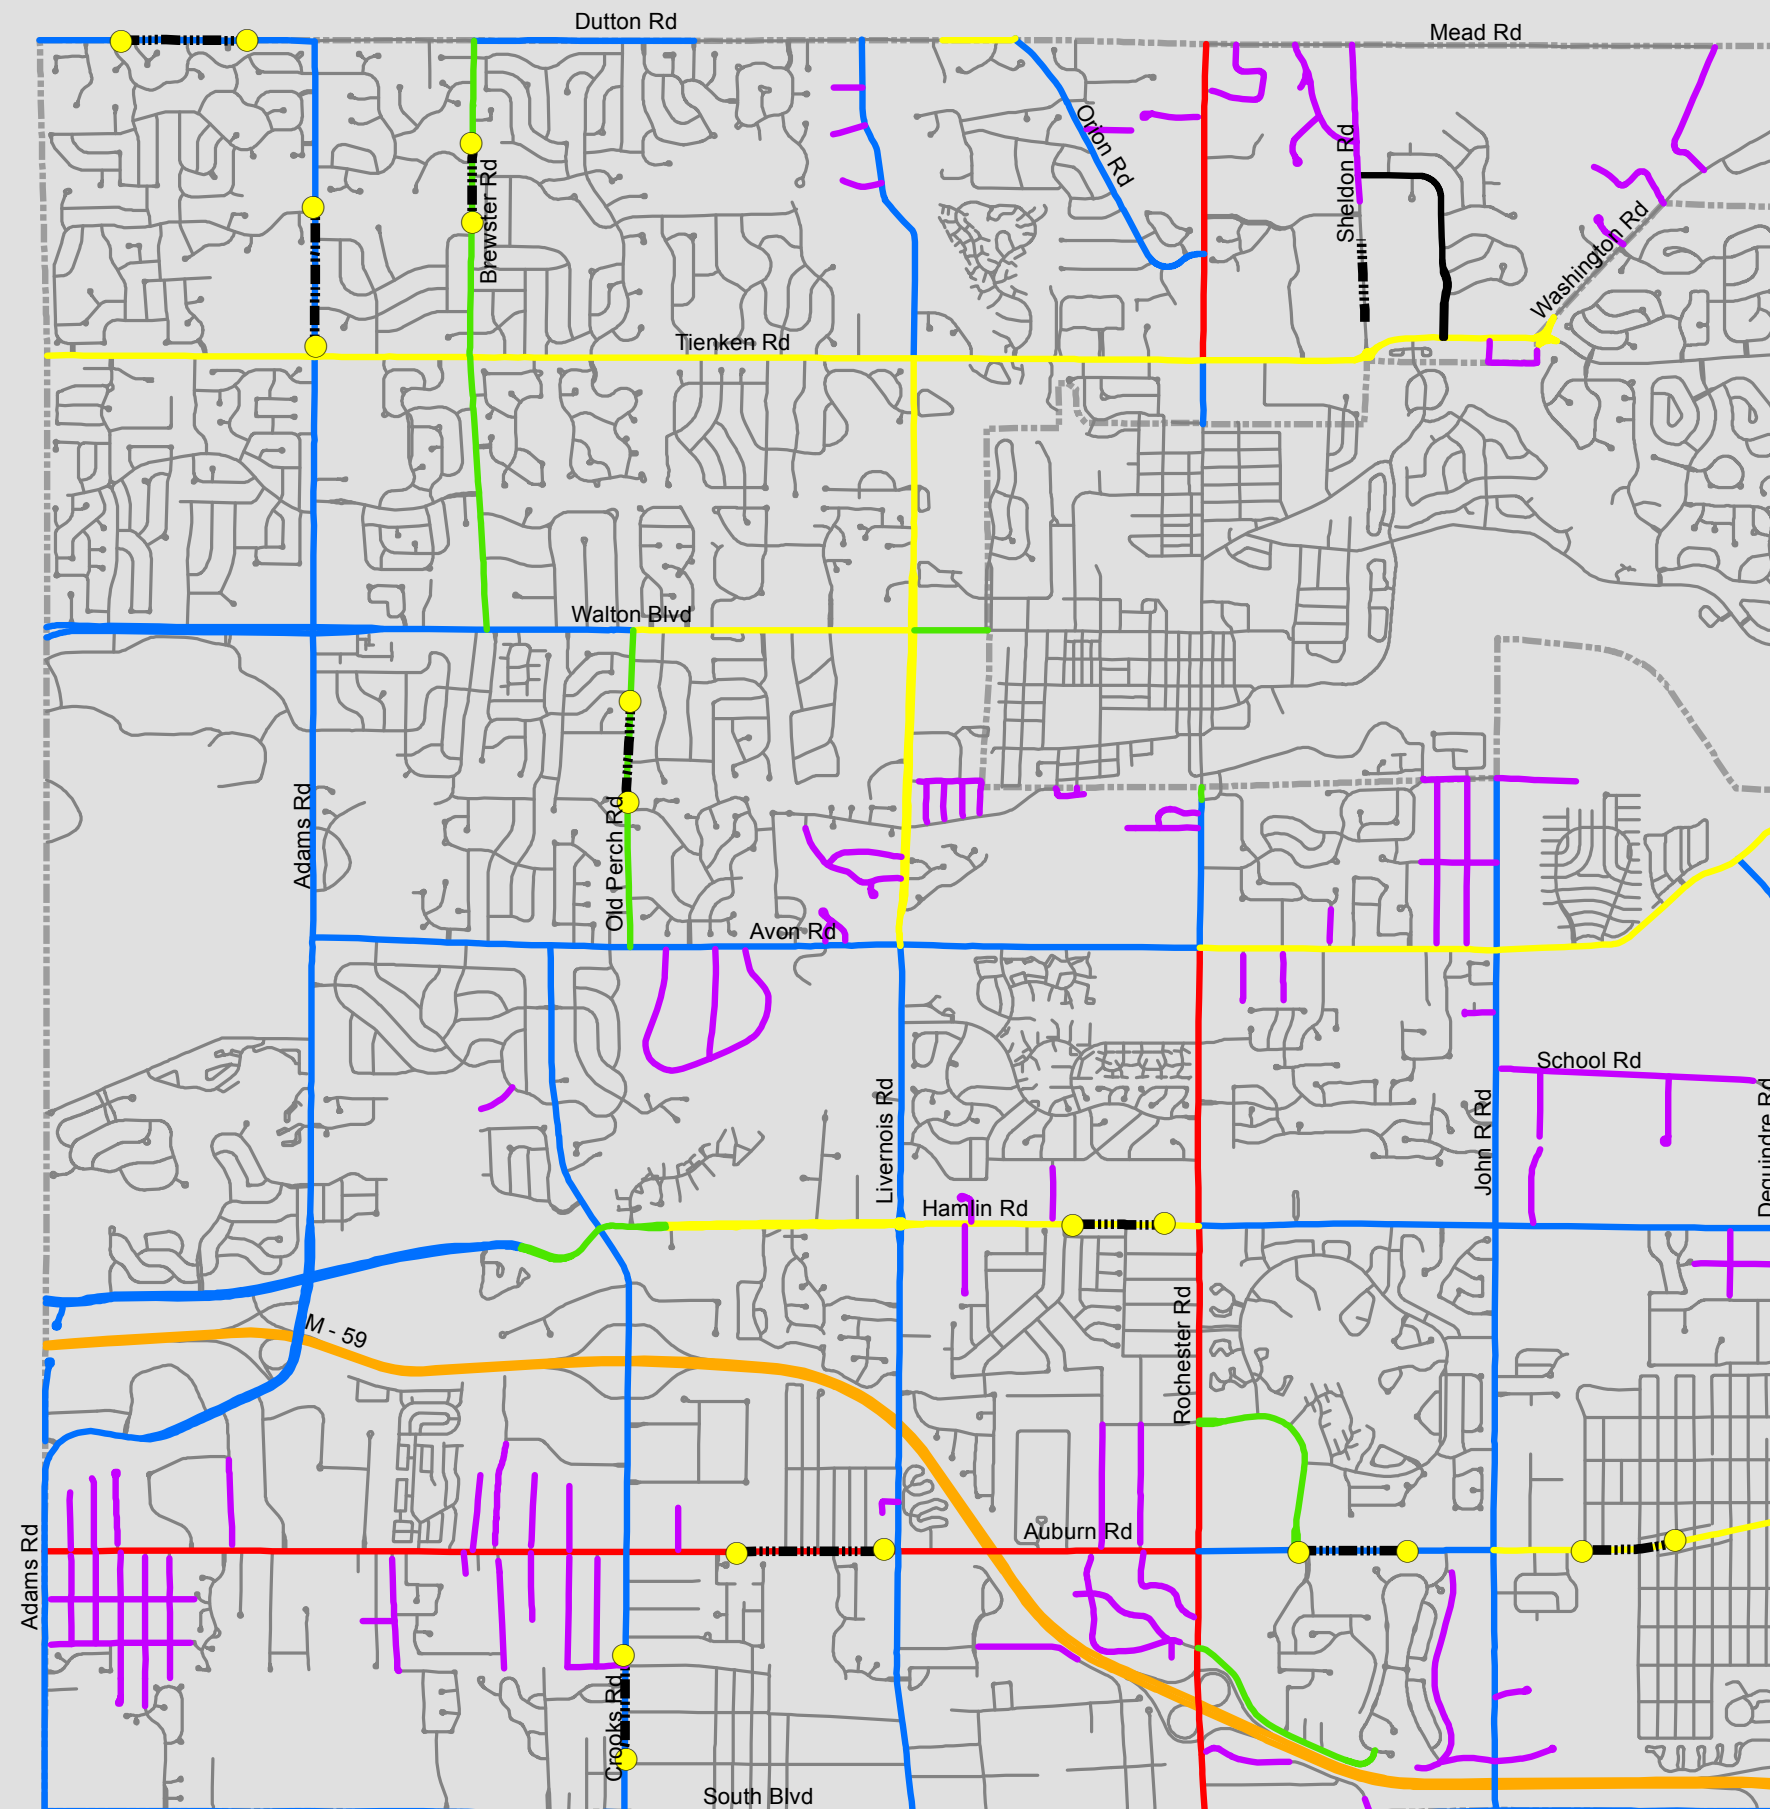 Dutton Rd
Mead Rd
Orion Rd
Sheldon Rd
Brewster Rd
Washington Rd
Tienken Rd
Walton Blvd
Adams Rd
Old Perch Rd
Avon Rd
School Rd
Livernois Rd
John R Rd
Dequindre Rd
Hamlin Rd
M - 59
Rochester Rd
Auburn Rd
Adams Rd
Crooks Rd
South Blvd